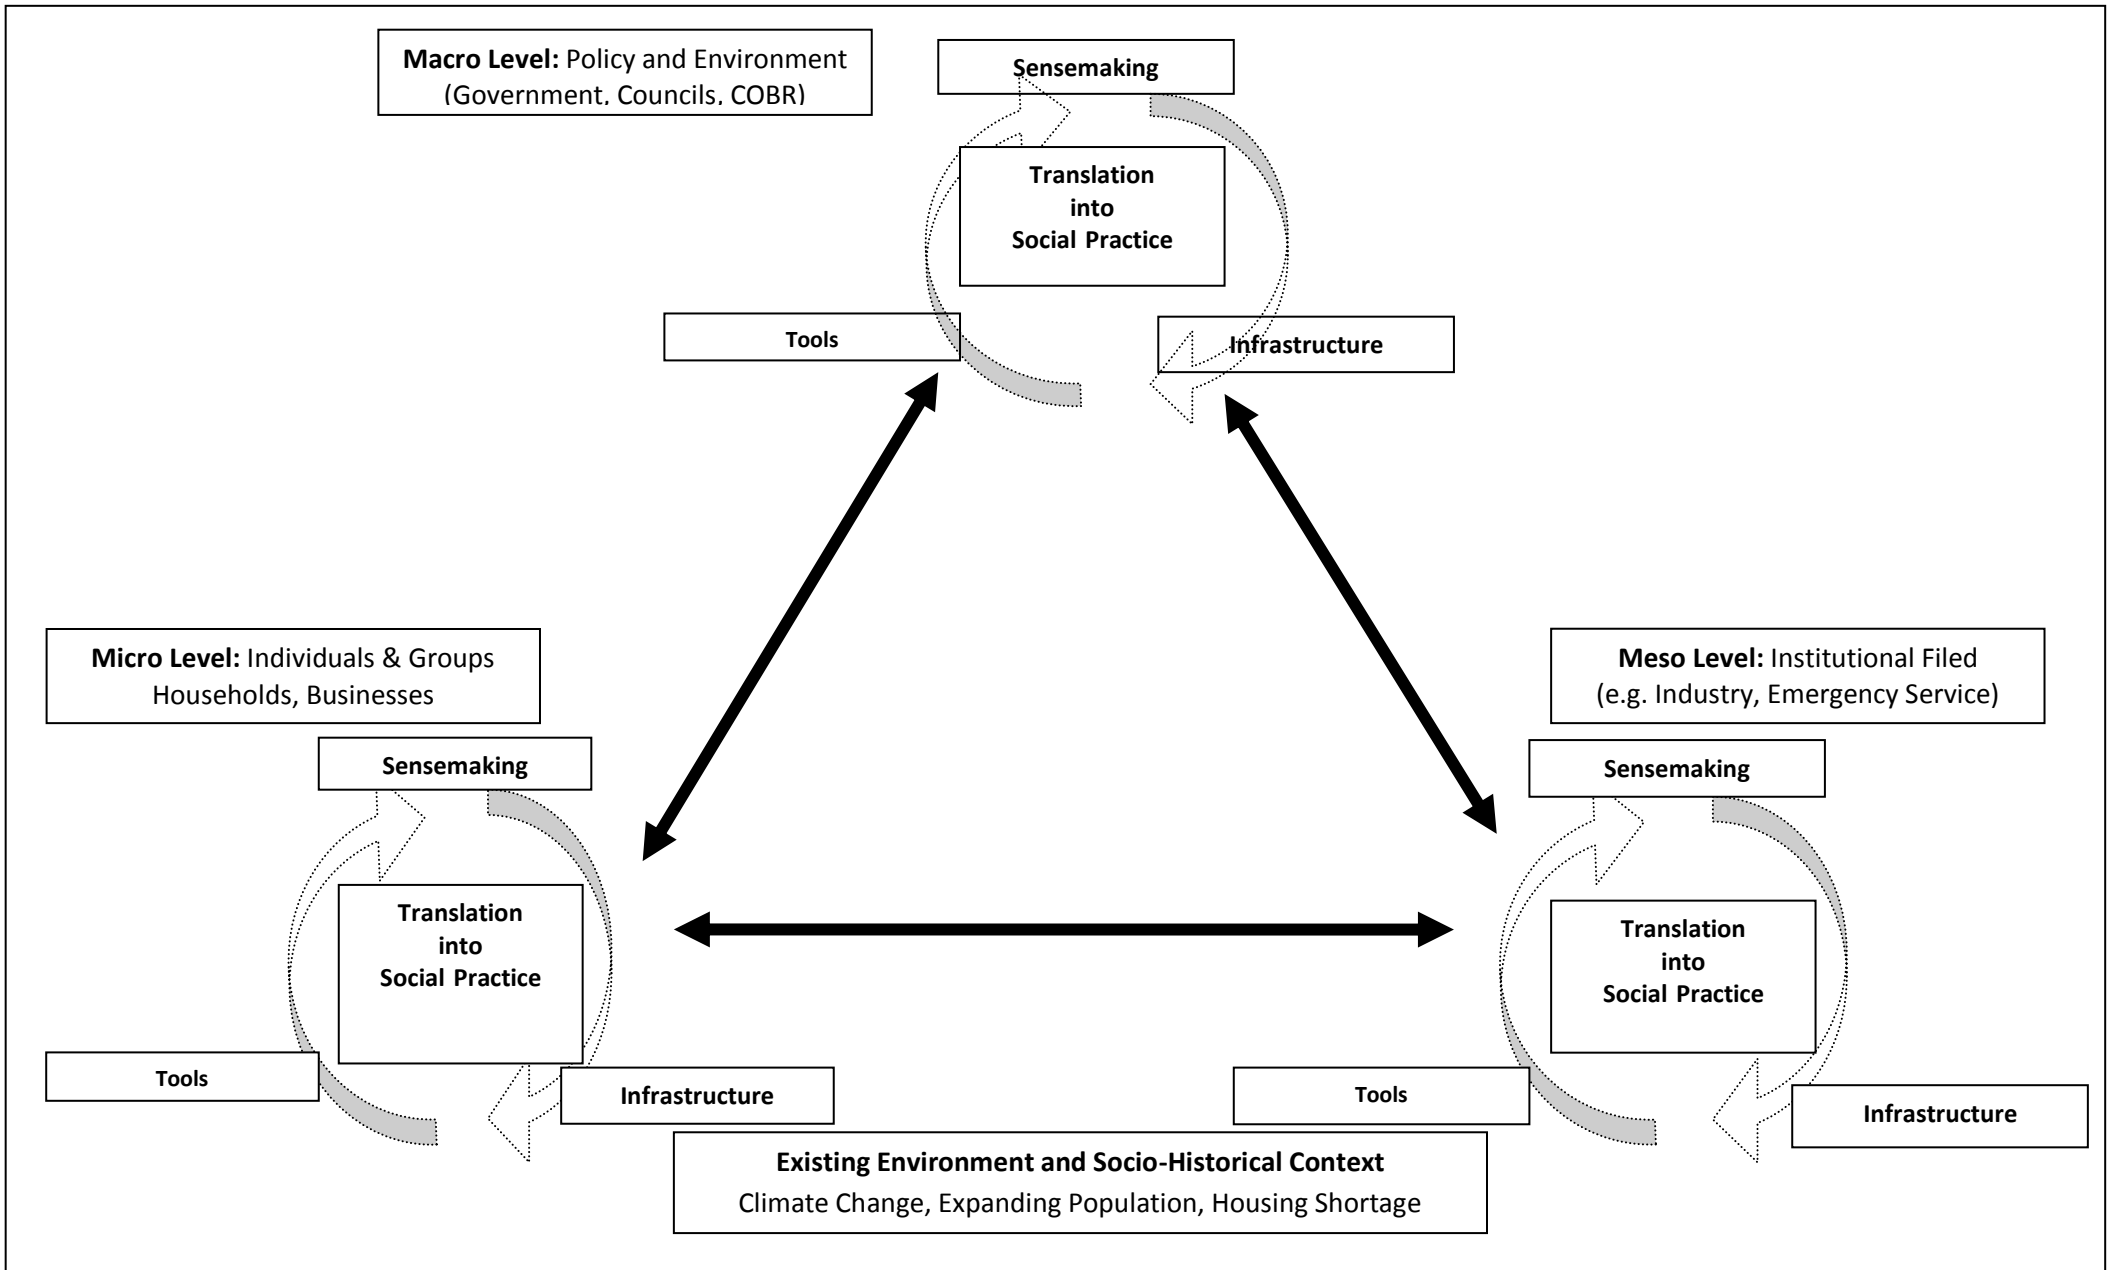 Macro Level: Policy and Environment
(Government, Councils, COBR)
Sensemaking
Translation
into
Social Practice
Tools
Infrastructure
Micro Level: Individuals & Groups
Households, Businesses
Sensemaking
Translation
into
Social Practice
Tools
Infrastructure
Meso Level: Institutional Filed
(e.g. Industry, Emergency Service)
Sensemaking
Translation
into
Social Practice
Tools
Infrastructure
Existing Environment and Socio-Historical Context
Climate Change, Expanding Population, Housing Shortage